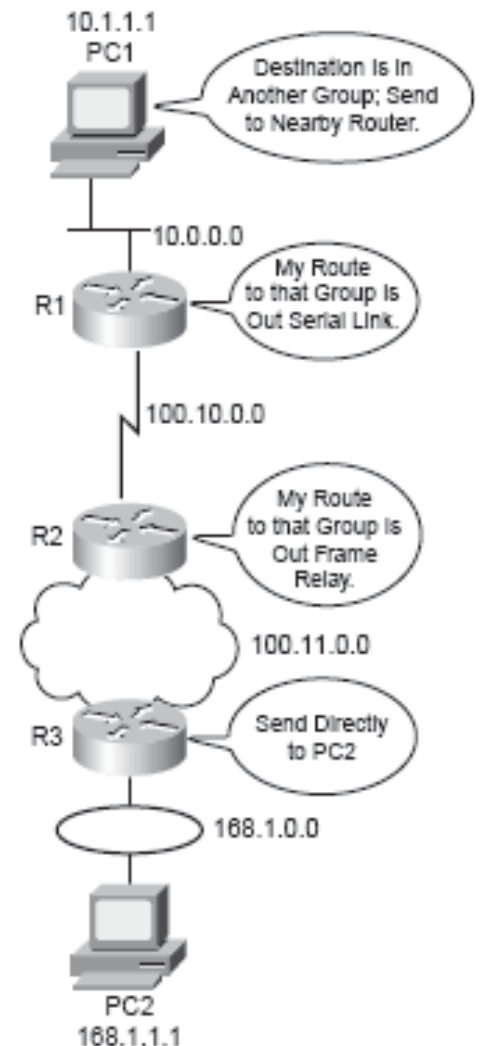 10.1.1.1
PC1
Destination Is In
Another Group; Send
to Nearby Router.
10.0.0.0
R1
My Route
to that Group Is
Out Serial Link.
100.10.0.0
R2
My Route
to that Group Is
Out Frame
Relay.
100.11.0.0
R3
Send Directly
to PC2
168.1.0.0
PC2
168.1.1.1